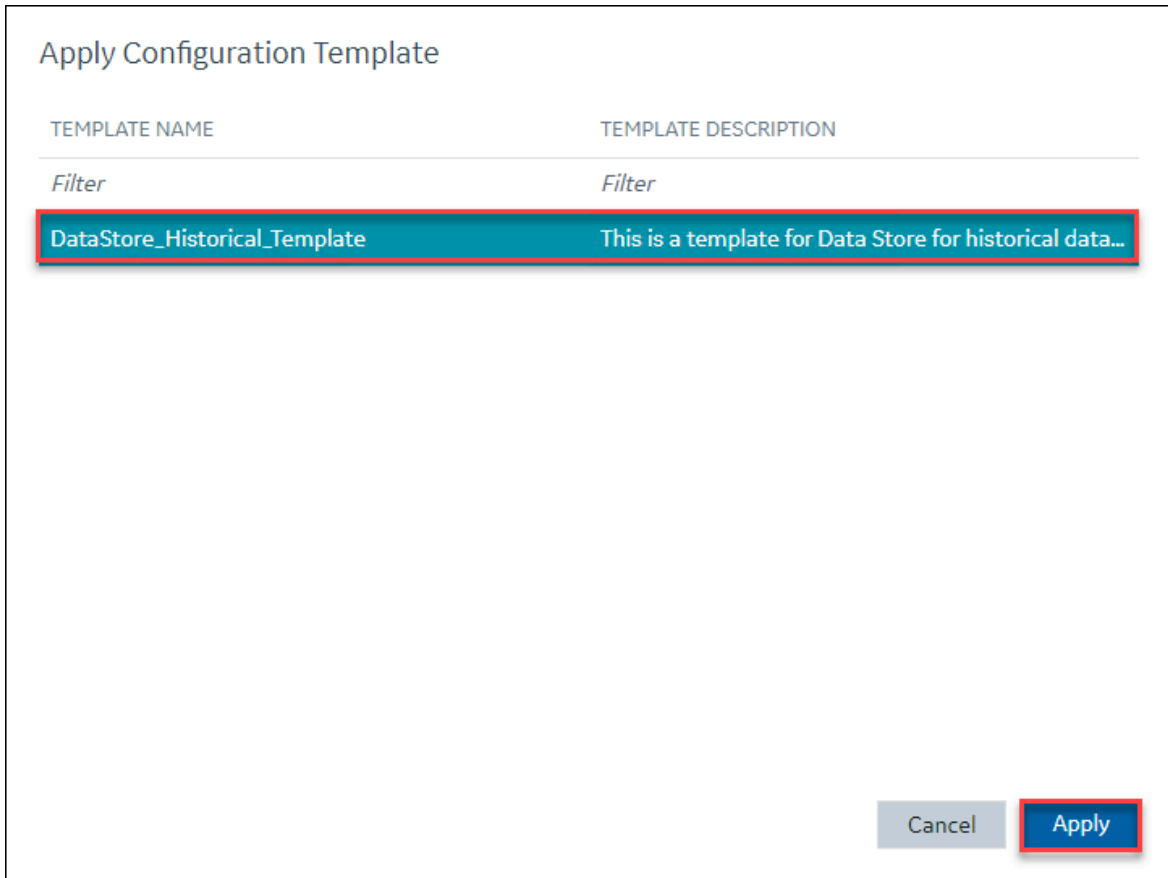 Apply Configuration Template
TEMPLATE NAME TEMPLATE DESCRIPTION
Filter Filter
DataStore_Historical_Template This is a template for Data Store for historical data...
Cancel Apply